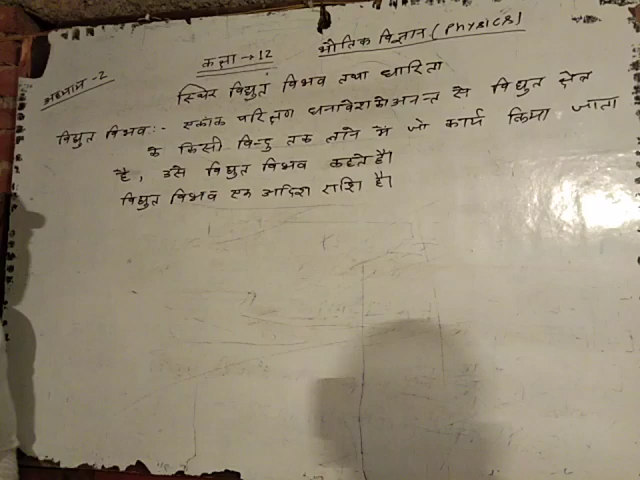 कक्षा → 12 भौतिक विज्ञान (PHYSICS)
अध्याय -2
स्थिर विद्युत विभव तथा धारिता
विद्युत विभव:- एकांक परिक्षण धनावेश को अनन्त से विद्युत क्षेत्र
के किसी बिन्दु तक लाने में जो कार्य किया जाता
है, उसे विद्युत विभव कहते है।
विद्युत विभव एक अदिश राशि है।